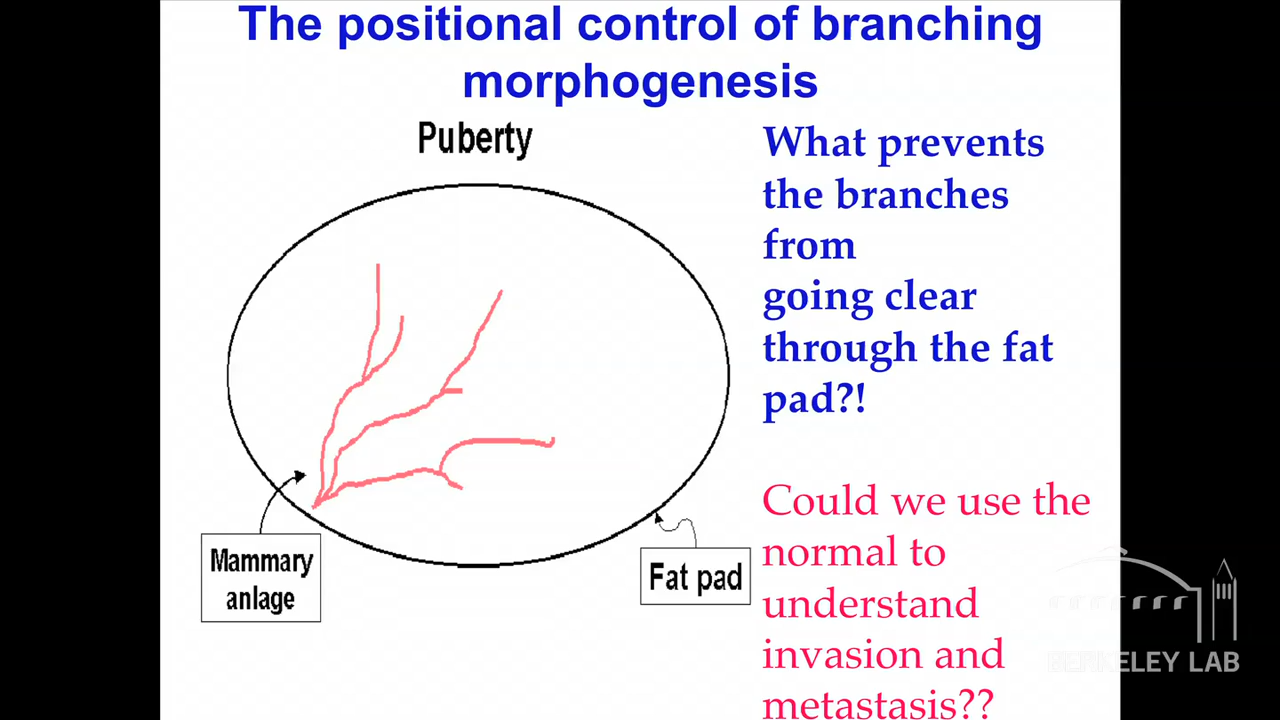 The positional control of branching
morphogenesis
Puberty
What prevents
the branches
from
going clear
through the fat
pad?!
Mammary
anlage
Fat pad
Could we use the
normal to
understand
invasion and
metastasis??
BERKELEY LAB